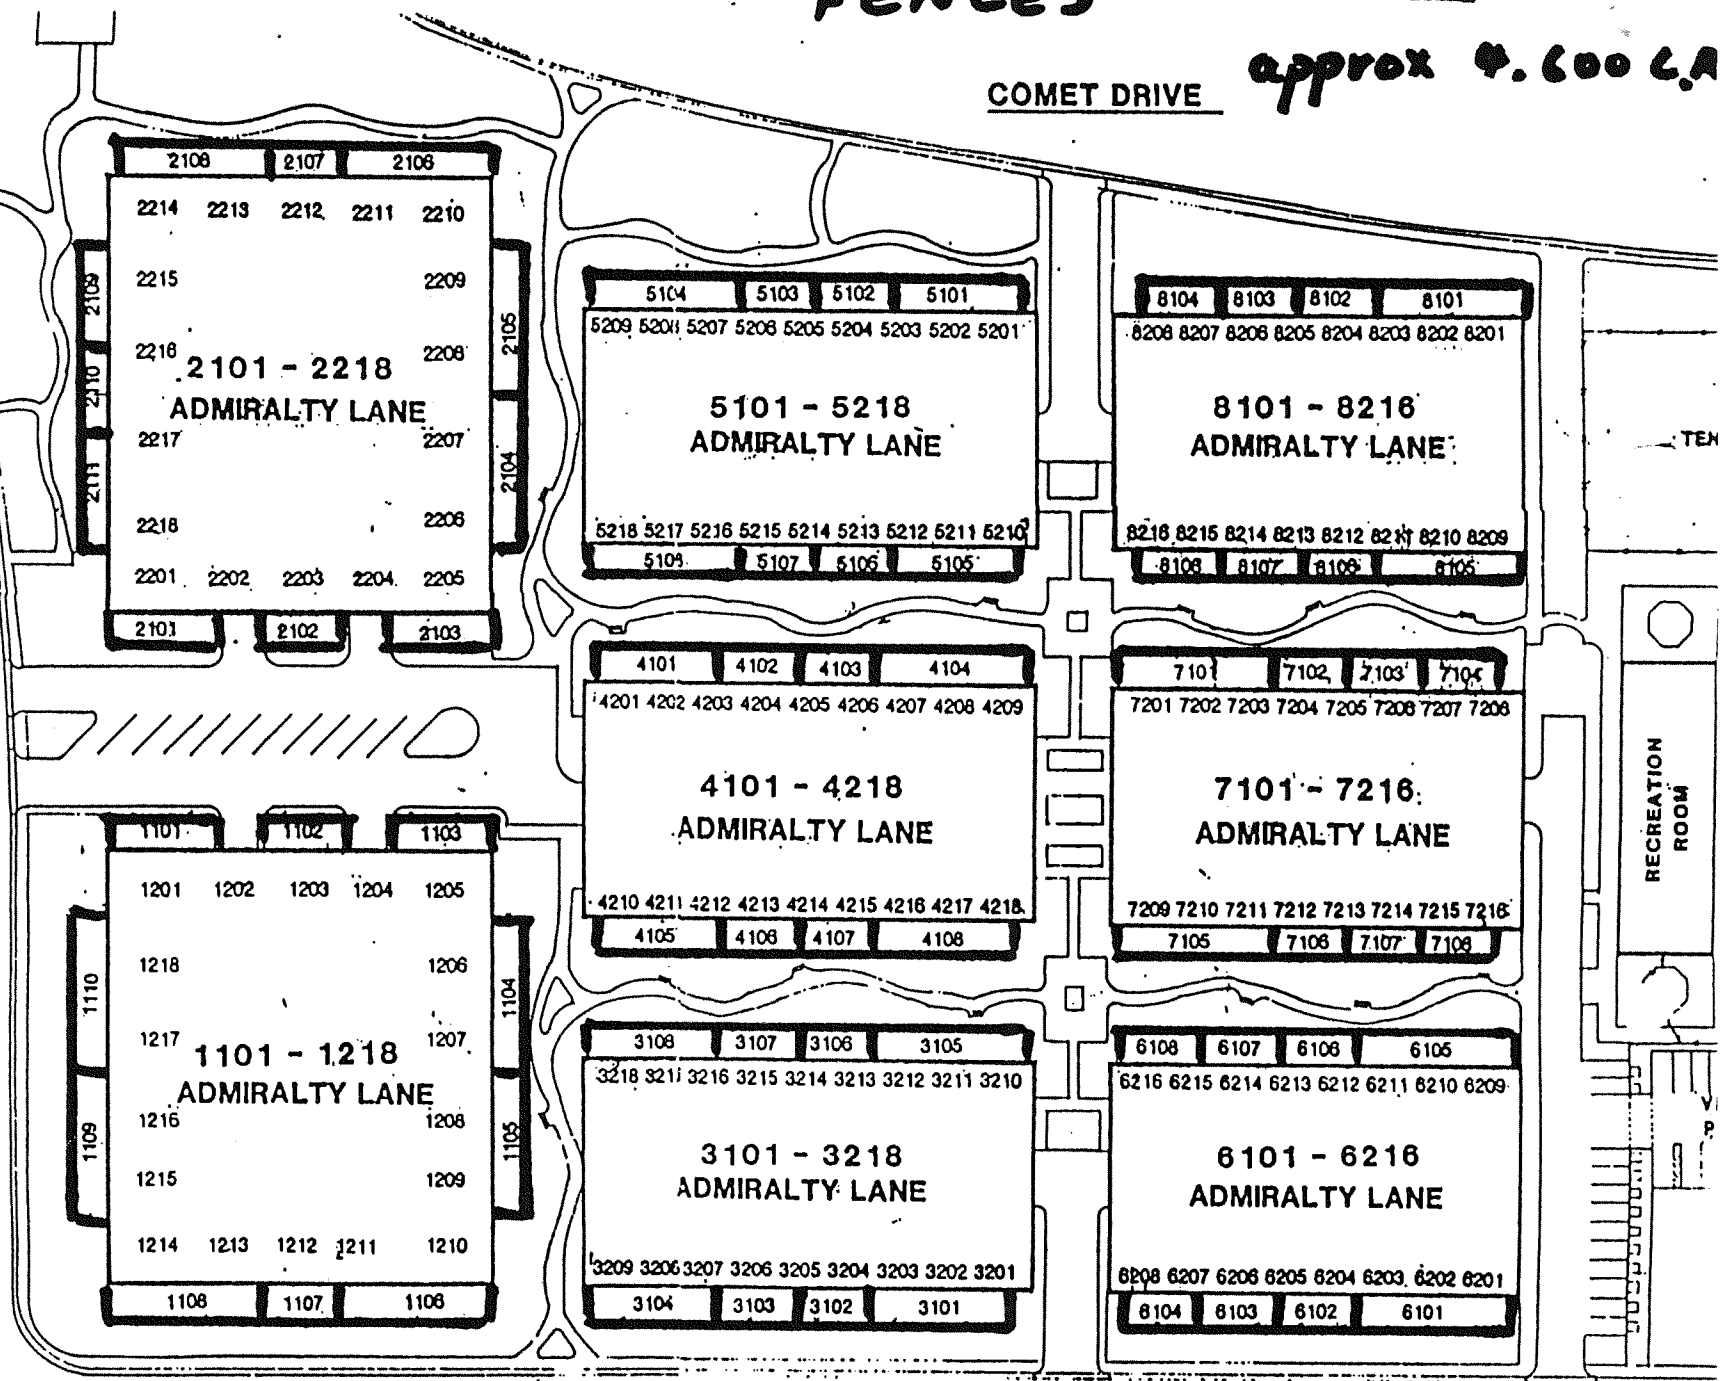 FENCES
approx 4.600 L.A
COMET DRIVE
2108 2107 2106
2214 2213 2212 2211 2210
2215 2209
2109 2105
2216 2208
2101 - 2218
ADMIRALTY LANE
2110
2217 2207
2111 2104
2218 2206
2201 2202 2203 2204 2205
2101 2102 2103
5104 5103 5102 5101
5209 5208 5207 5206 5205 5204 5203 5202 5201
5101 - 5218
ADMIRALTY LANE
5218 5217 5216 5215 5214 5213 5212 5211 5210
5108 5107 5106 5105
8104 8103 8102 8101
8208 8207 8206 8205 8204 8203 8202 8201
8101 - 8216
ADMIRALTY LANE
8216 8215 8214 8213 8212 8211 8210 8209
8108 8107 8106 8105
TEN
4101 4102 4103 4104
4201 4202 4203 4204 4205 4206 4207 4208 4209
4101 - 4218
ADMIRALTY LANE
4210 4211 4212 4213 4214 4215 4216 4217 4218
4105 4106 4107 4108
7101 7102 7103 7104
7201 7202 7203 7204 7205 7206 7207 7208
7101 - 7216
ADMIRALTY LANE
7209 7210 7211 7212 7213 7214 7215 7216
7105 7106 7107 7108
RECREATION
ROOM
1101 1102 1103
1201 1202 1203 1204 1205
1218 1206
1110 1104
1217 1207
1101 - 1218
ADMIRALTY LANE
1216 1208
1109 1105
1215 1209
1214 1213 1212 1211 1210
1108 1107 1106
3108 3107 3106 3105
3218 3217 3216 3215 3214 3213 3212 3211 3210
3101 - 3218
ADMIRALTY LANE
3209 3208 3207 3206 3205 3204 3203 3202 3201
3104 3103 3102 3101
6108 6107 6106 6105
6216 6215 6214 6213 6212 6211 6210 6209
6101 - 6216
ADMIRALTY LANE
6208 6207 6206 6205 6204 6203 6202 6201
6104 6103 6102 6101
V
P